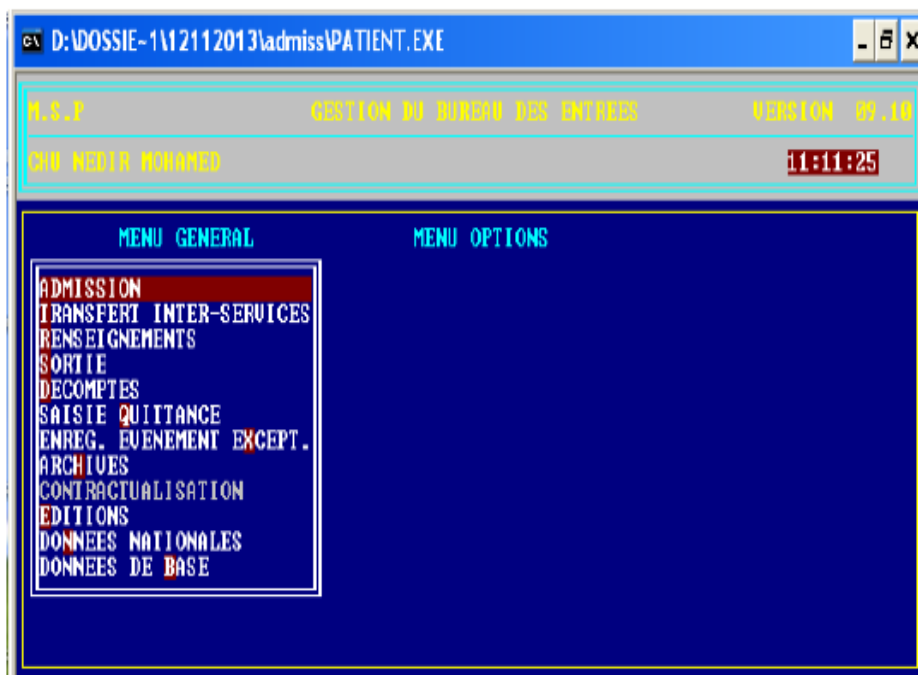 D:\DOSSIE~1\12112013\admiss\PATIENT.EXE
M.S.P GESTION DU BUREAU DES ENTREES VERSION 09.10
CHU NEDIR MOHAMED 11:11:25
MENU GENERAL MENU OPTIONS
ADMISSION
TRANSFERT INTER-SERVICES
RENSEIGNEMENTS
SORTIE
DECOMPTES
SAISIE QUITTANCE
ENREG. EVENEMENT EXCEPT.
ARCHIVES
CONTRACTUALISATION
EDITIONS
DONNEES NATIONALES
DONNEES DE BASE